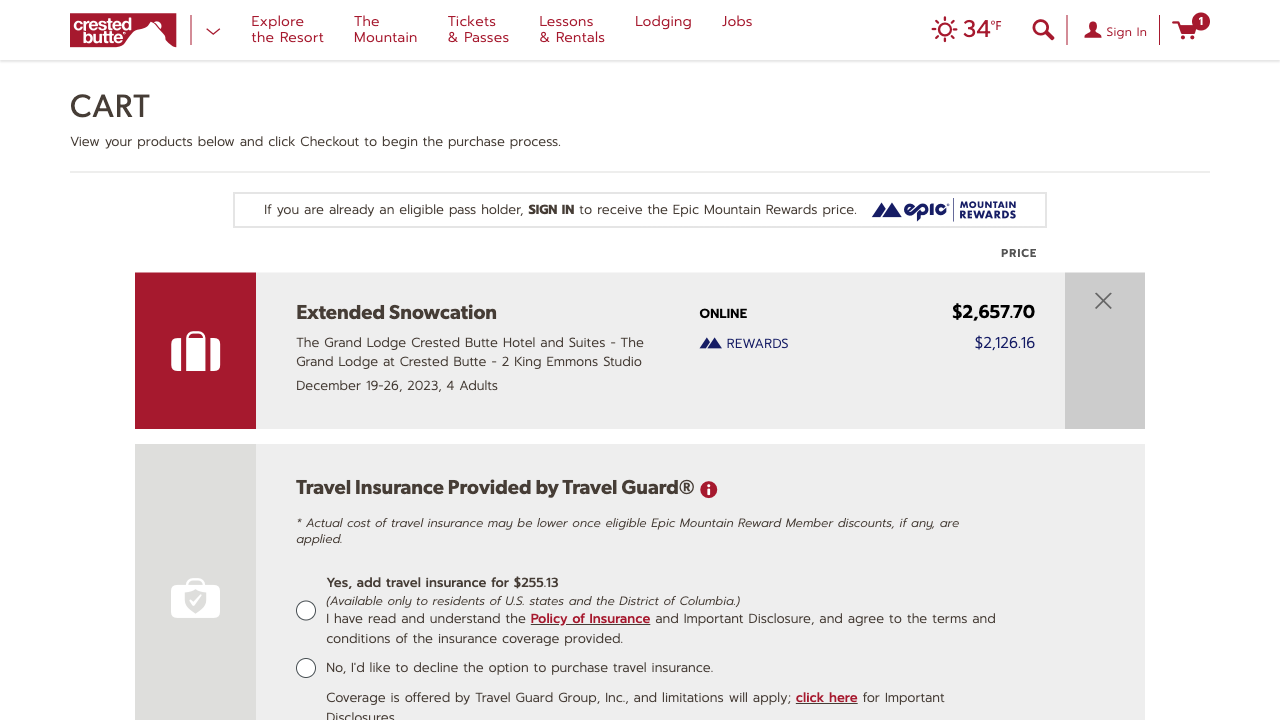 crested butte
Explore
the Resort
The
Mountain
Tickets
& Passes
Lessons
& Rentals
Lodging
Jobs
34°F
Sign In
1
CART
View your products below and click Checkout to begin the purchase process.
If you are already an eligible pass holder, SIGN IN to receive the Epic Mountain Rewards price.
epic MOUNTAIN
REWARDS
PRICE
Extended Snowcation
ONLINE
$2,657.70
The Grand Lodge Crested Butte Hotel and Suites - The
Grand Lodge at Crested Butte - 2 King Emmons Studio
REWARDS
$2,126.16
December 19-26, 2023, 4 Adults
Travel Insurance Provided by Travel Guard®
* Actual cost of travel insurance may be lower once eligible Epic Mountain Reward Member discounts, if any, are
applied.
Yes, add travel insurance for $255.13
(Available only to residents of U.S. states and the District of Columbia.)
I have read and understand the Policy of Insurance and Important Disclosure, and agree to the terms and
conditions of the insurance coverage provided.
No, I'd like to decline the option to purchase travel insurance.
Coverage is offered by Travel Guard Group, Inc., and limitations will apply; click here for Important
Disclosures.